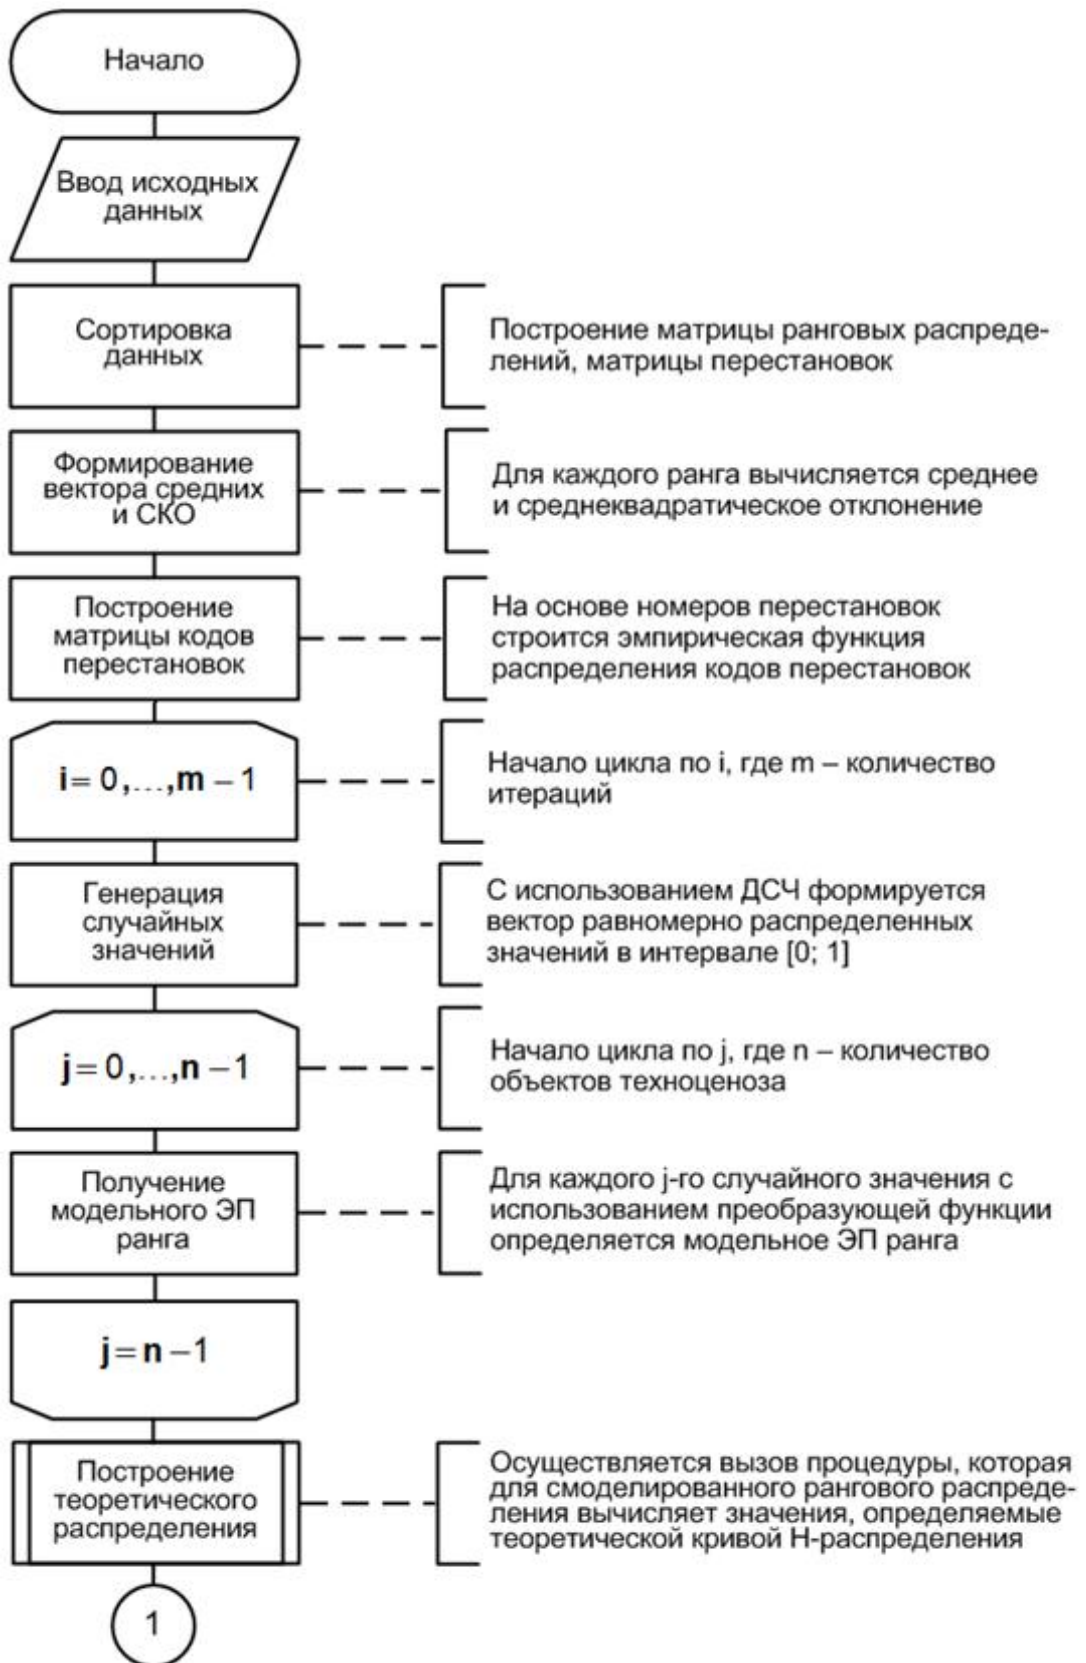 Начало
Ввод исходных
данных
Сортировка
данных
Построение матрицы ранговых распреде-
лений, матрицы перестановок
Формирование
вектора средних
и СКО
Для каждого ранга вычисляется среднее
и среднеквадратическое отклонение
Построение
матрицы кодов
перестановок
На основе номеров перестановок
строится эмпирическая функция
распределения кодов перестановок
i= 0,...,m – 1
Начало цикла по i, где m – количество
итераций
Генерация
случайных
значений
С использованием ДСЧ формируется
вектор равномерно распределенных
значений в интервале [0; 1]
j= 0,...,n –1
Начало цикла по j, где n – количество
объектов техноценоза
Получение
модельного ЭП
ранга
Для каждого j-го случайного значения с
использованием преобразующей функции
определяется модельное ЭП ранга
j= n –1
Построение
теоретического
распределения
Осуществляется вызов процедуры, которая
для смоделированного рангового распреде-
ления вычисляет значения, определяемые
теоретической кривой Н-распределения
1